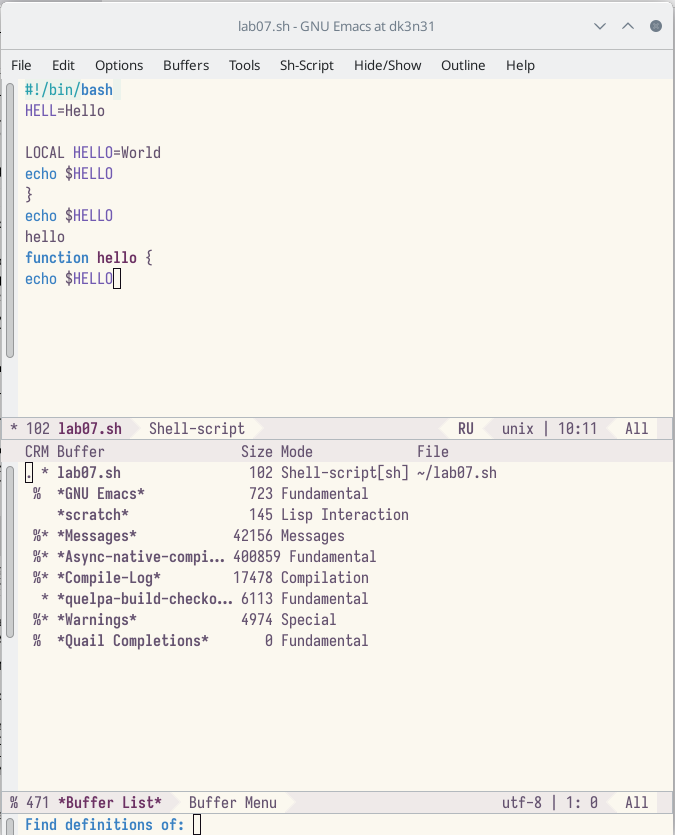 lab07.sh - GNU Emacs at dk3n31
File Edit Options Buffers Tools Sh-Script Hide/Show Outline Help
#!/bin/bash
HELL=Hello
LOCAL HELLO=World
echo $HELLO
}
echo $HELLO
hello
function hello {
echo $HELLO
* 102 lab07.sh Shell-script RU unix | 10:11 All
CRM Buffer Size Mode File
. * lab07.sh 102 Shell-script[sh] ~/lab07.sh
% *GNU Emacs* 723 Fundamental
*scratch* 145 Lisp Interaction
%* *Messages* 42156 Messages
%* *Async-native-compi... 400859 Fundamental
%* *Compile-Log* 17478 Compilation
* *quelpa-build-checko... 6113 Fundamental
%* *Warnings* 4974 Special
% *Quail Completions* 0 Fundamental
% 471 *Buffer List* Buffer Menu utf-8 | 1: 0 All
Find definitions of: